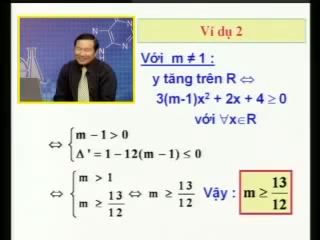 Ví dụ 2
Với m ≠ 1 :
y tăng trên R ⇔
3(m-1)x² + 2x + 4 ≥ 0
với ∀x∈R
⇔ { m − 1 > 0
Δ' = 1 − 12(m − 1) ≤ 0
⇔ { m > 1
m ≥ 13/12 ⇔ m ≥ 13/12 Vậy : m ≥ 13/12